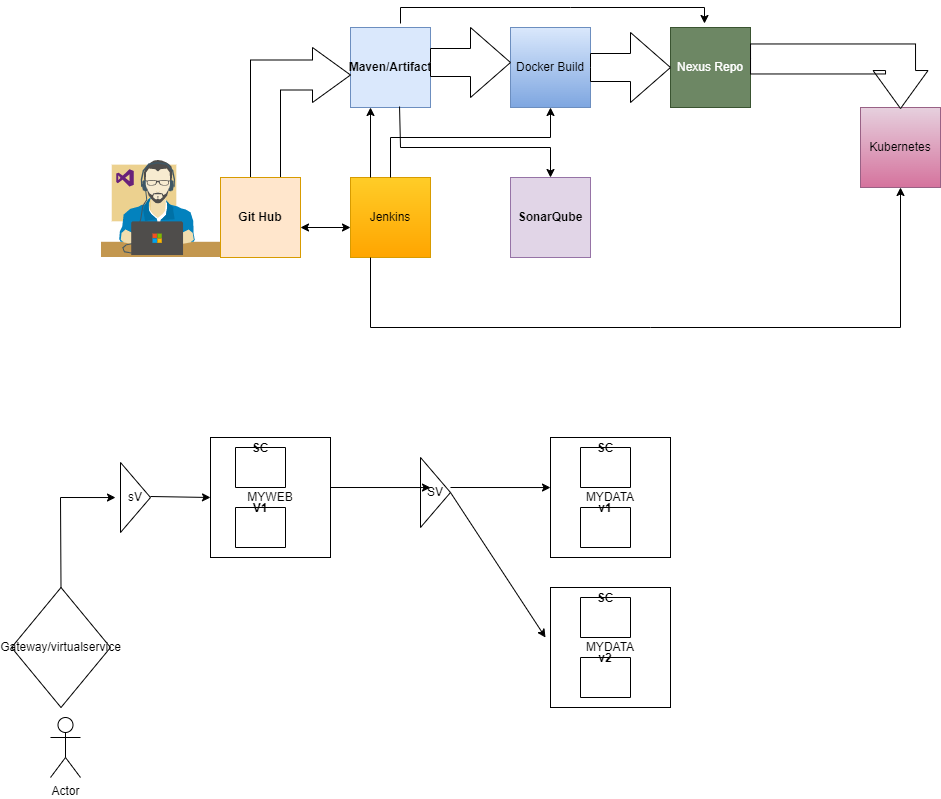 Maven/Artifact
Docker Build
Nexus Repo
Kubernetes
Git Hub
Jenkins
SonarQube
SC
MYWEB
V1
sV
SV
SC
MYDATA
v1
SC
MYDATA
v2
Gateway/virtualservice
Actor